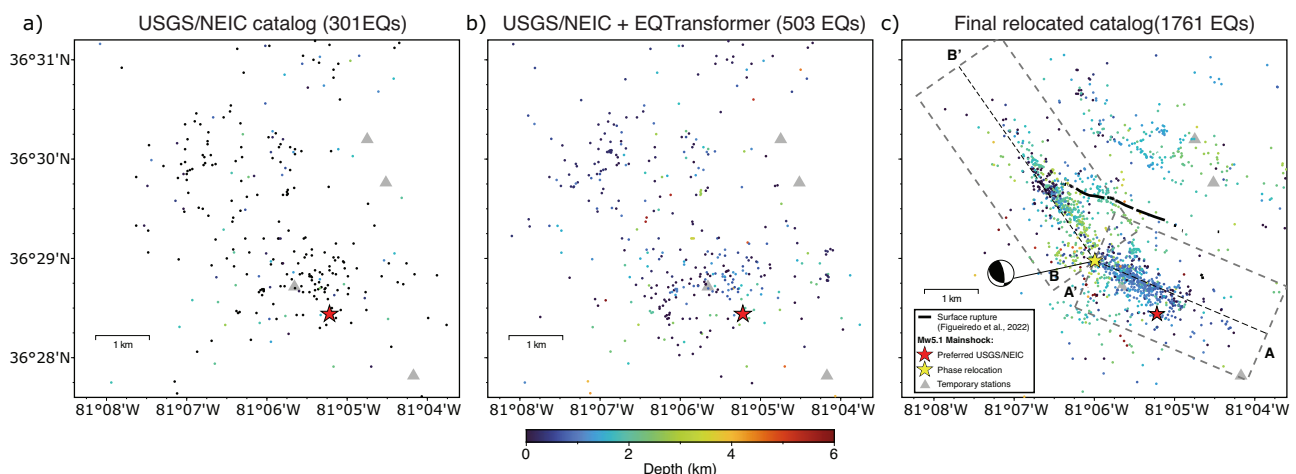 a) USGS/NEIC catalog (301EQs)
b) USGS/NEIC + EQTransformer (503 EQs)
c) Final relocated catalog(1761 EQs)
36°31'N
36°30'N
36°29'N
36°28'N
1 km
81°08'W 81°07'W 81°06'W 81°05'W 81°04'W
1 km
81°08'W 81°07'W 81°06'W 81°05'W 81°04'W
B'
B
A'
A
1 km
Surface rupture
(Figueiredo et al., 2022)
Mw5.1 Mainshock:
Preferred USGS/NEIC
Phase relocation
Temporary stations
81°08'W 81°07'W 81°06'W 81°05'W 81°04'W
0 2 4 6
Depth (km)